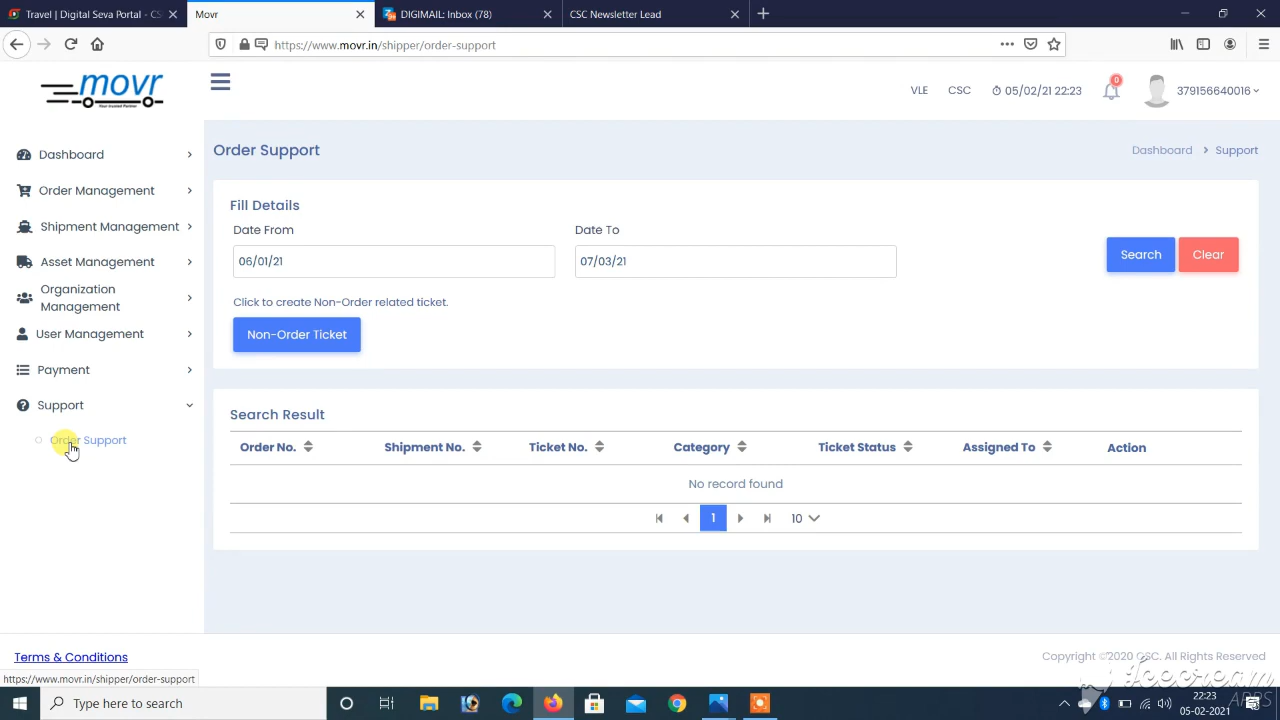 Travel | Digital Seva Portal - CS
Movr
DIGIMAIL: Inbox (78)
CSC Newsletter Lead
https://www.movr.in/shipper/order-support
movr
Your trusted Partner
VLE
CSC
05/02/21 22:23
0
379156640016
Dashboard
Order Management
Shipment Management
Asset Management
Organization
Management
User Management
Payment
Support
Order Support
Order Support
Dashboard > Support
Fill Details
Date From
Date To
06/01/21
07/03/21
Search
Clear
Click to create Non-Order related ticket.
Non-Order Ticket
Search Result
Order No.
Shipment No.
Ticket No.
Category
Ticket Status
Assigned To
Action
No record found
1
10
Terms & Conditions
Copyright ©2020 CSC. All Rights Reserved
https://www.movr.in/shipper/order-support
icecream
APPS
Type here to search
22:23
05-02-2021